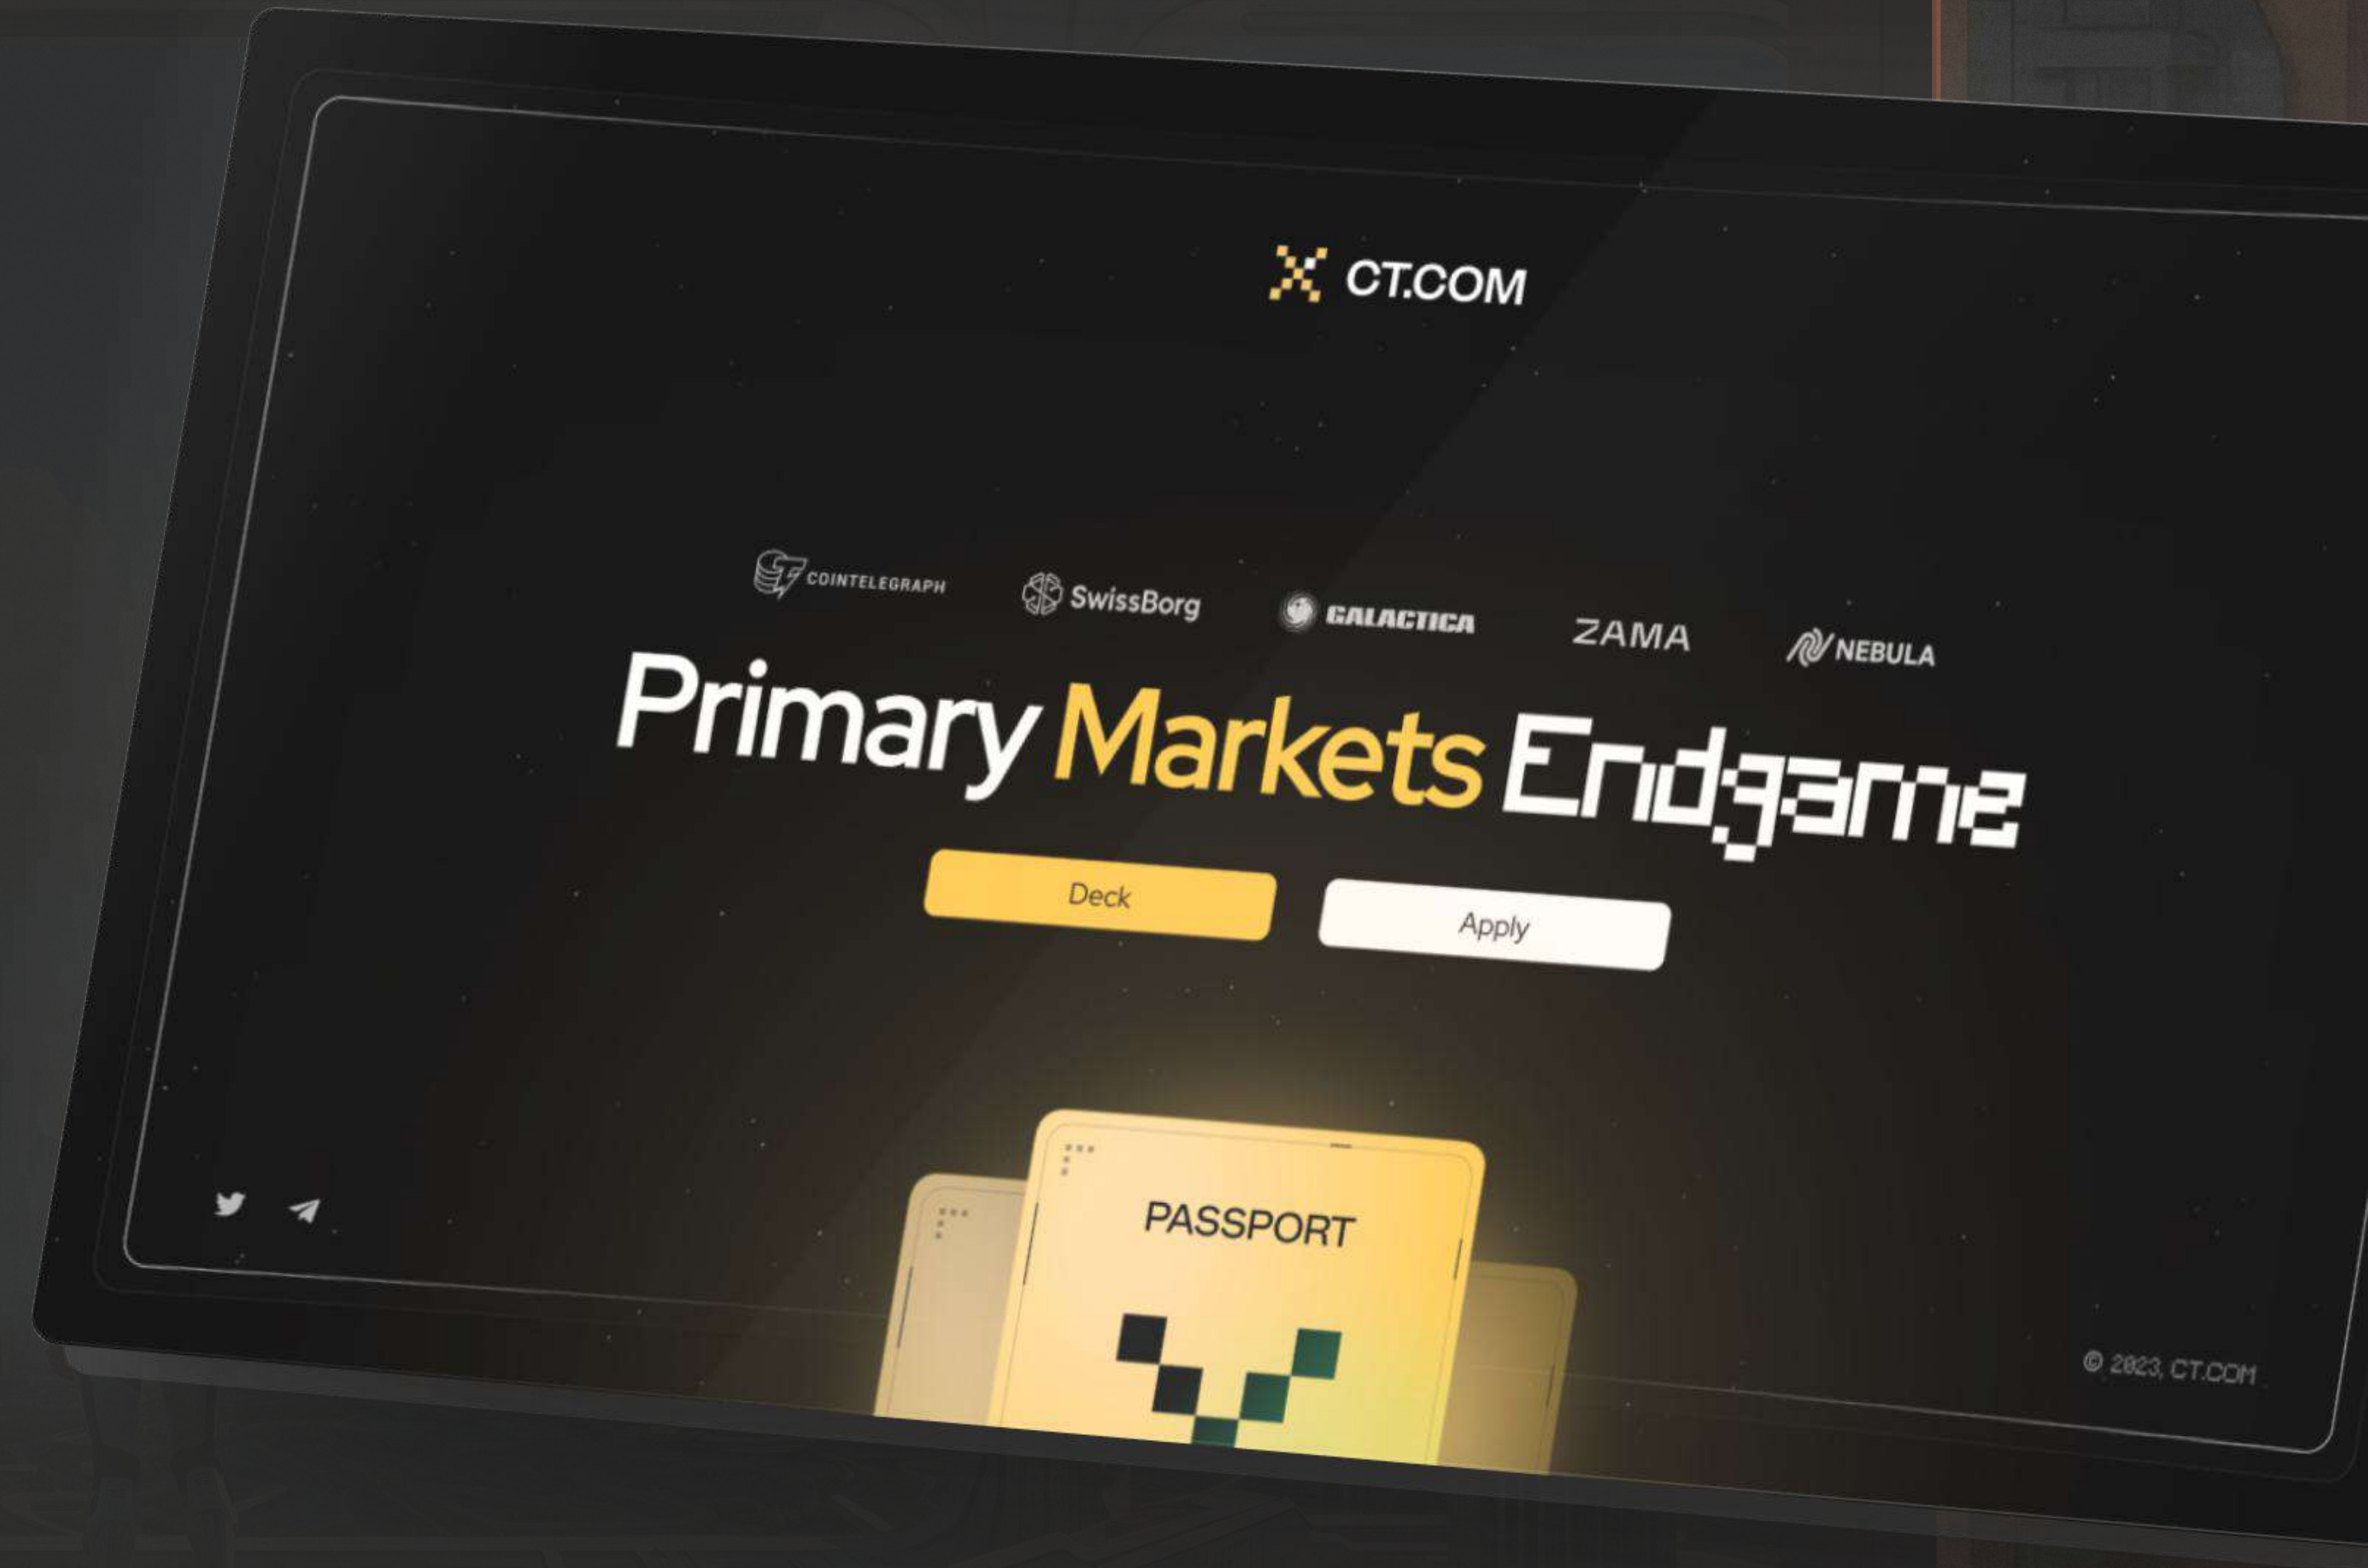 CT.COM
COINTELEGRAPH SwissBorg GALACTICA ZAMA NEBULA
Primary Markets Endgame
Deck Apply
PASSPORT
© 2023, CT.COM